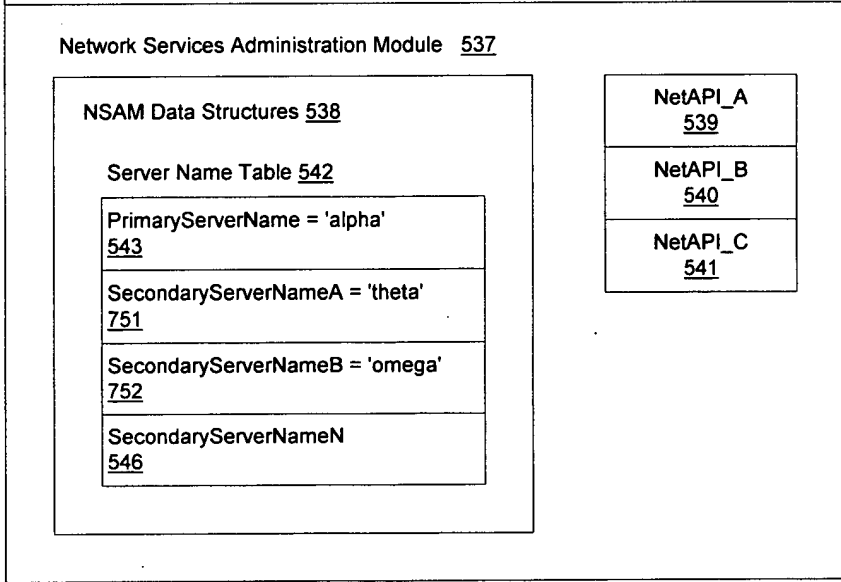 Network Services Administration Module 537
NSAM Data Structures 538
Server Name Table 542
PrimaryServerName = 'alpha'
543
SecondaryServerNameA = 'theta'
751
SecondaryServerNameB = 'omega'
752
SecondaryServerNameN
546
NetAPI_A
539
NetAPI_B
540
NetAPI_C
541